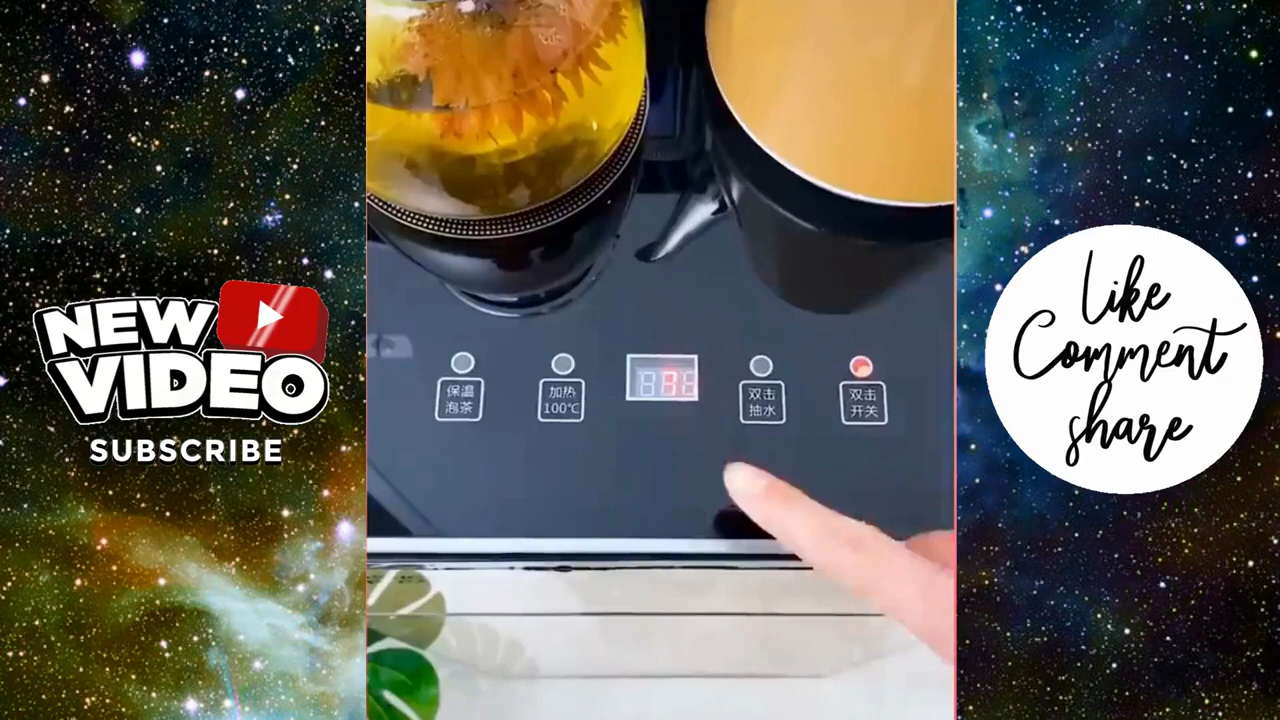 NEW
VIDEO
SUBSCRIBE
保温
泡茶
加热
100℃
双击
抽水
双击
开关
like
Comment
share